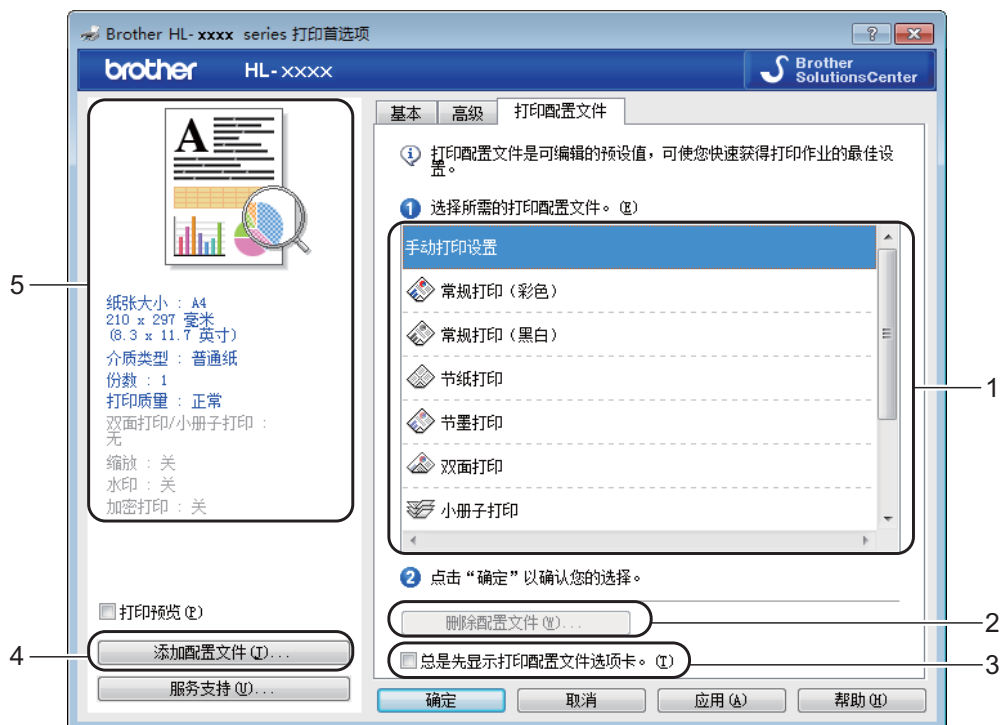 Brother HL- xxxx series 打印首选项
brother HL-xxxx
Brother
SolutionsCenter
A
纸张大小 : A4
210 x 297 毫米
(8.3 x 11.7 英寸)
介质类型 : 普通纸
份数 : 1
打印质量 : 正常
双面打印/小册子打印 :
无
缩放 : 关
水印 : 关
加密打印 : 关
打印预览(P)
添加配置文件(I)...
服务支持(U)...
基本 高级 打印配置文件
打印配置文件是可编辑的预设值，可使您快速获得打印作业的最佳设
置。
1 选择所需的打印配置文件。(E)
手动打印设置
常规打印（彩色）
常规打印（黑白）
节纸打印
节墨打印
双面打印
小册子打印
2 点击“确定”以确认您的选择。
删除配置文件(W)...
总是先显示打印配置文件选项卡。(T)
确定 取消 应用(A) 帮助(H)
5
4
1
2
3